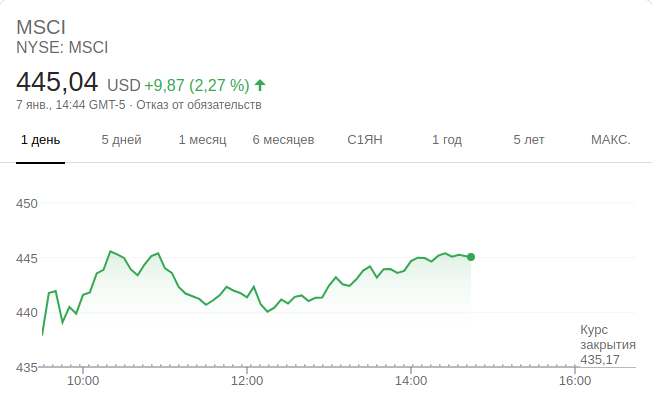 MSCI
NYSE: MSCI
445,04 USD +9,87 (2,27 %)
7 янв., 14:44 GMT-5 · Отказ от обязательств
1 день 5 дней 1 месяц 6 месяцев С1ЯН 1 год 5 лет МАКС.
450
445
440
Курс
закрытия
435,17
435
10:00 12:00 14:00 16:00